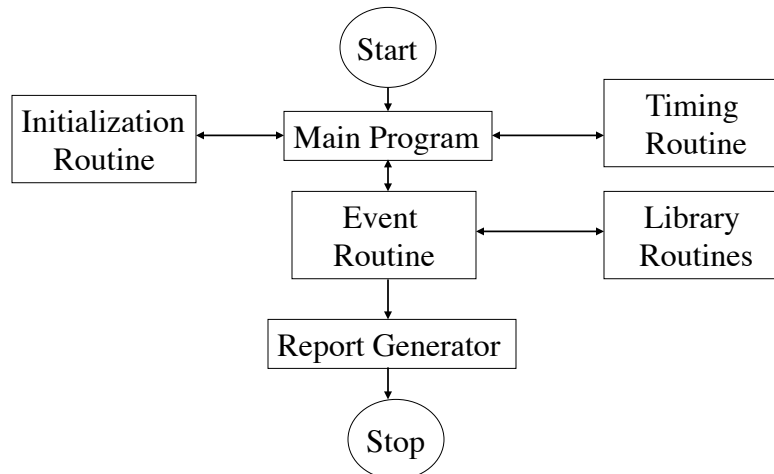 Start
Initialization
Routine
Main Program
Timing
Routine
Event
Routine
Library
Routines
Report Generator
Stop